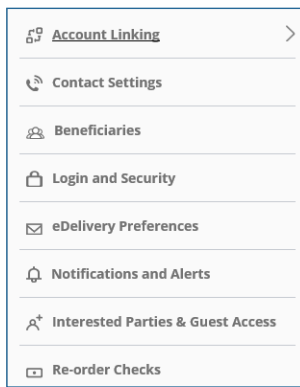 Account Linking
Contact Settings
Beneficiaries
Login and Security
eDelivery Preferences
Notifications and Alerts
Interested Parties & Guest Access
Re-order Checks